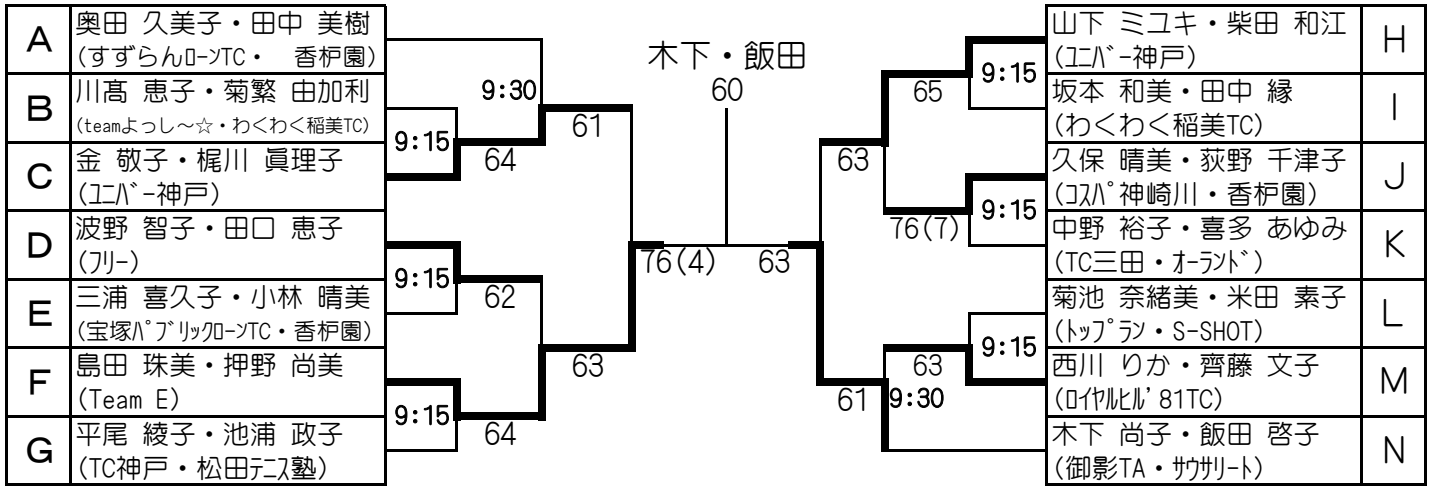 A
奥田 久美子・田中 美樹
(すずらんﾛｰﾝTC・　香枦園)
B
川髙 恵子・菊繁 由加利
(teamよっし～☆・わくわく稲美TC)
C
金 敬子・梶川 眞理子
(ﾕﾆﾊﾞｰ神戸)
D
波野 智子・田口 恵子
(ﾌﾘｰ)
E
三浦 喜久子・小林 晴美
(宝塚ﾊﾟﾌﾞﾘｯｸﾛｰﾝTC・香枦園)
F
島田 珠美・押野 尚美
(Team E)
G
平尾 綾子・池浦 政子
(TC神戸・松田ﾃﾆｽ塾)
9:30
9:15
9:15
9:15
64
61
62
64
63
76(4)
木下・飯田
60
63
63
61
65
76(7)
63
9:30
9:15
9:15
9:15
山下 ミユキ・柴田 和江
(ﾕﾆﾊﾞｰ神戸)
H
坂本 和美・田中 縁
(わくわく稲美TC)
I
久保 晴美・荻野 千津子
(ｺｽﾊﾟ神崎川・香枦園)
J
中野 裕子・喜多 あゆみ
(TC三田・ｵｰﾗﾝﾄﾞ)
K
菊池 奈緒美・米田 素子
(ﾄｯﾌﾟﾗﾝ・S-SHOT)
L
西川 りか・齊藤 文子
(ﾛｲﾔﾙﾋﾙ'81TC)
M
木下 尚子・飯田 啓子
(御影TA・ｻｳｻﾘｰﾄ)
N